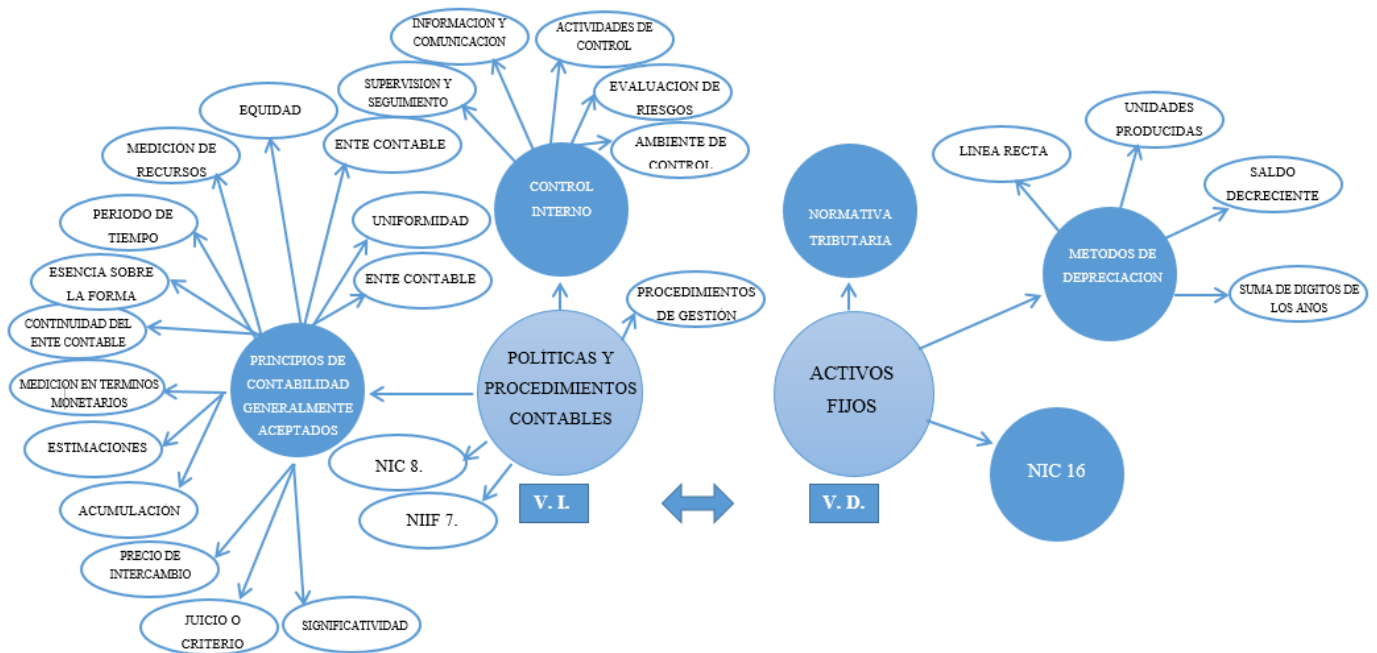 INFORMACION Y
COMUNICACION
ACTIVIDADES DE
CONTROL
SUPERVISION Y
SEGUIMIENTO
EVALUACION DE
RIESGOS
AMBIENTE DE
CONTROL
EQUIDAD
ENTE CONTABLE
MEDICIÓN DE
RECURSOS
UNIFORMIDAD
PERIODO DE
TIEMPO
ENTE CONTABLE
ESENCIA SOBRE
LA FORMA
CONTINUIDAD DEL
ENTE CONTABLE
MEDICION EN TERMINOS
MONETARIOS
ESTIMACIONES
ACUMULACIÓN
PRECIO DE
INTERCAMBIO
JUICIO O
CRITERIO
SIGNIFICATIVIDAD
PRINCIPIOS DE
CONTABILIDAD
GENERALMENTE
ACEPTADOS
CONTROL
INTERNO
PROCEDIMIENTOS
DE GESTIÓN
POLÍTICAS Y
PROCEDIMIENTOS
CONTABLES
NIC 8.
NIIF 7.
V. I.
V. D.
NORMATIVA
TRIBUTARIA
ACTIVOS
FIJOS
LINEA RECTA
UNIDADES
PRODUCIDAS
SALDO
DECRECIENTE
SUMA DE DIGITOS DE
LOS ANOS
METODOS DE
DEPRECIACION
NIC 16